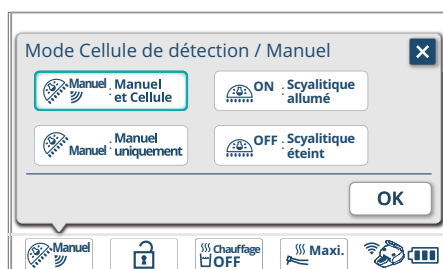 Mode Cellule de détection / Manuel
Manuel : Manuel et Cellule
ON : Scyalitique allumé
Manuel : Manuel uniquement
OFF : Scyalitique éteint
OK
Manuel
Chauffage OFF
Maxi.